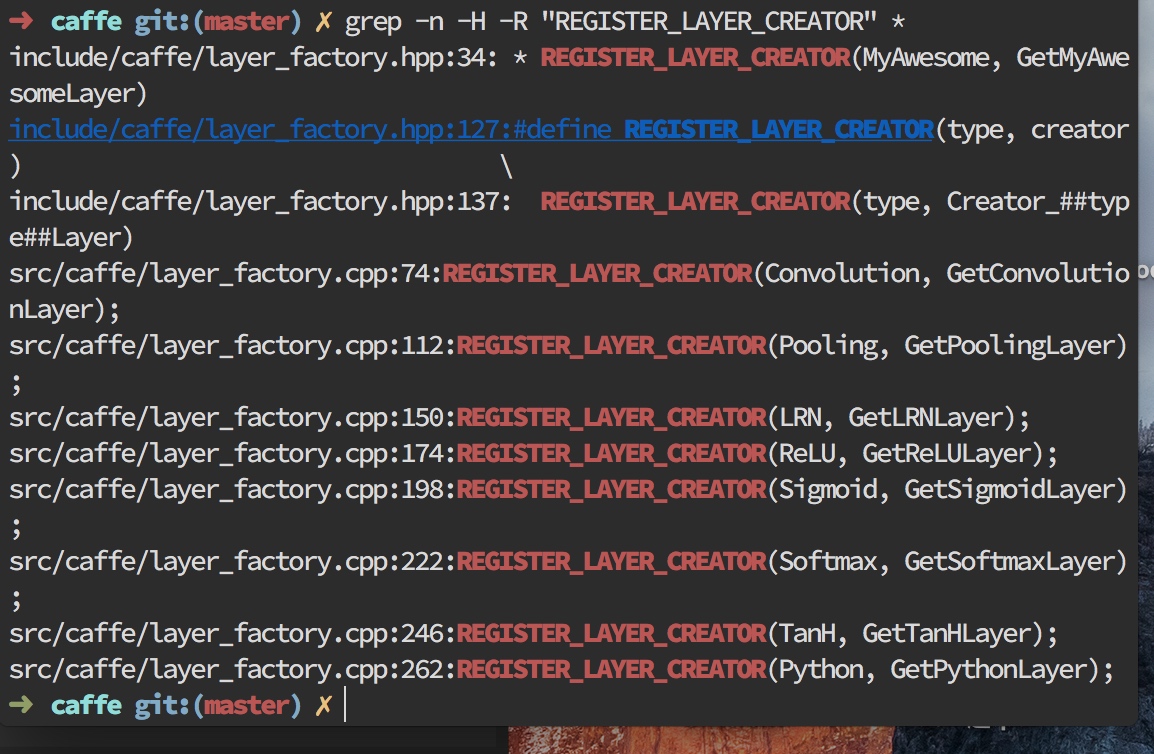 ➜ caffe git:(master) ✗ grep -n -H -R "REGISTER_LAYER_CREATOR" *
include/caffe/layer_factory.hpp:34: * REGISTER_LAYER_CREATOR(MyAwesome, GetMyAwe
someLayer)
include/caffe/layer_factory.hpp:127:#define REGISTER_LAYER_CREATOR(type, creator
)                                   \
include/caffe/layer_factory.hpp:137:  REGISTER_LAYER_CREATOR(type, Creator_##typ
e##Layer)
src/caffe/layer_factory.cpp:74:REGISTER_LAYER_CREATOR(Convolution, GetConvolutio
nLayer);
src/caffe/layer_factory.cpp:112:REGISTER_LAYER_CREATOR(Pooling, GetPoolingLayer)
;
src/caffe/layer_factory.cpp:150:REGISTER_LAYER_CREATOR(LRN, GetLRNLayer);
src/caffe/layer_factory.cpp:174:REGISTER_LAYER_CREATOR(ReLU, GetReLULayer);
src/caffe/layer_factory.cpp:198:REGISTER_LAYER_CREATOR(Sigmoid, GetSigmoidLayer)
;
src/caffe/layer_factory.cpp:222:REGISTER_LAYER_CREATOR(Softmax, GetSoftmaxLayer)
;
src/caffe/layer_factory.cpp:246:REGISTER_LAYER_CREATOR(TanH, GetTanHLayer);
src/caffe/layer_factory.cpp:262:REGISTER_LAYER_CREATOR(Python, GetPythonLayer);
➜ caffe git:(master) ✗